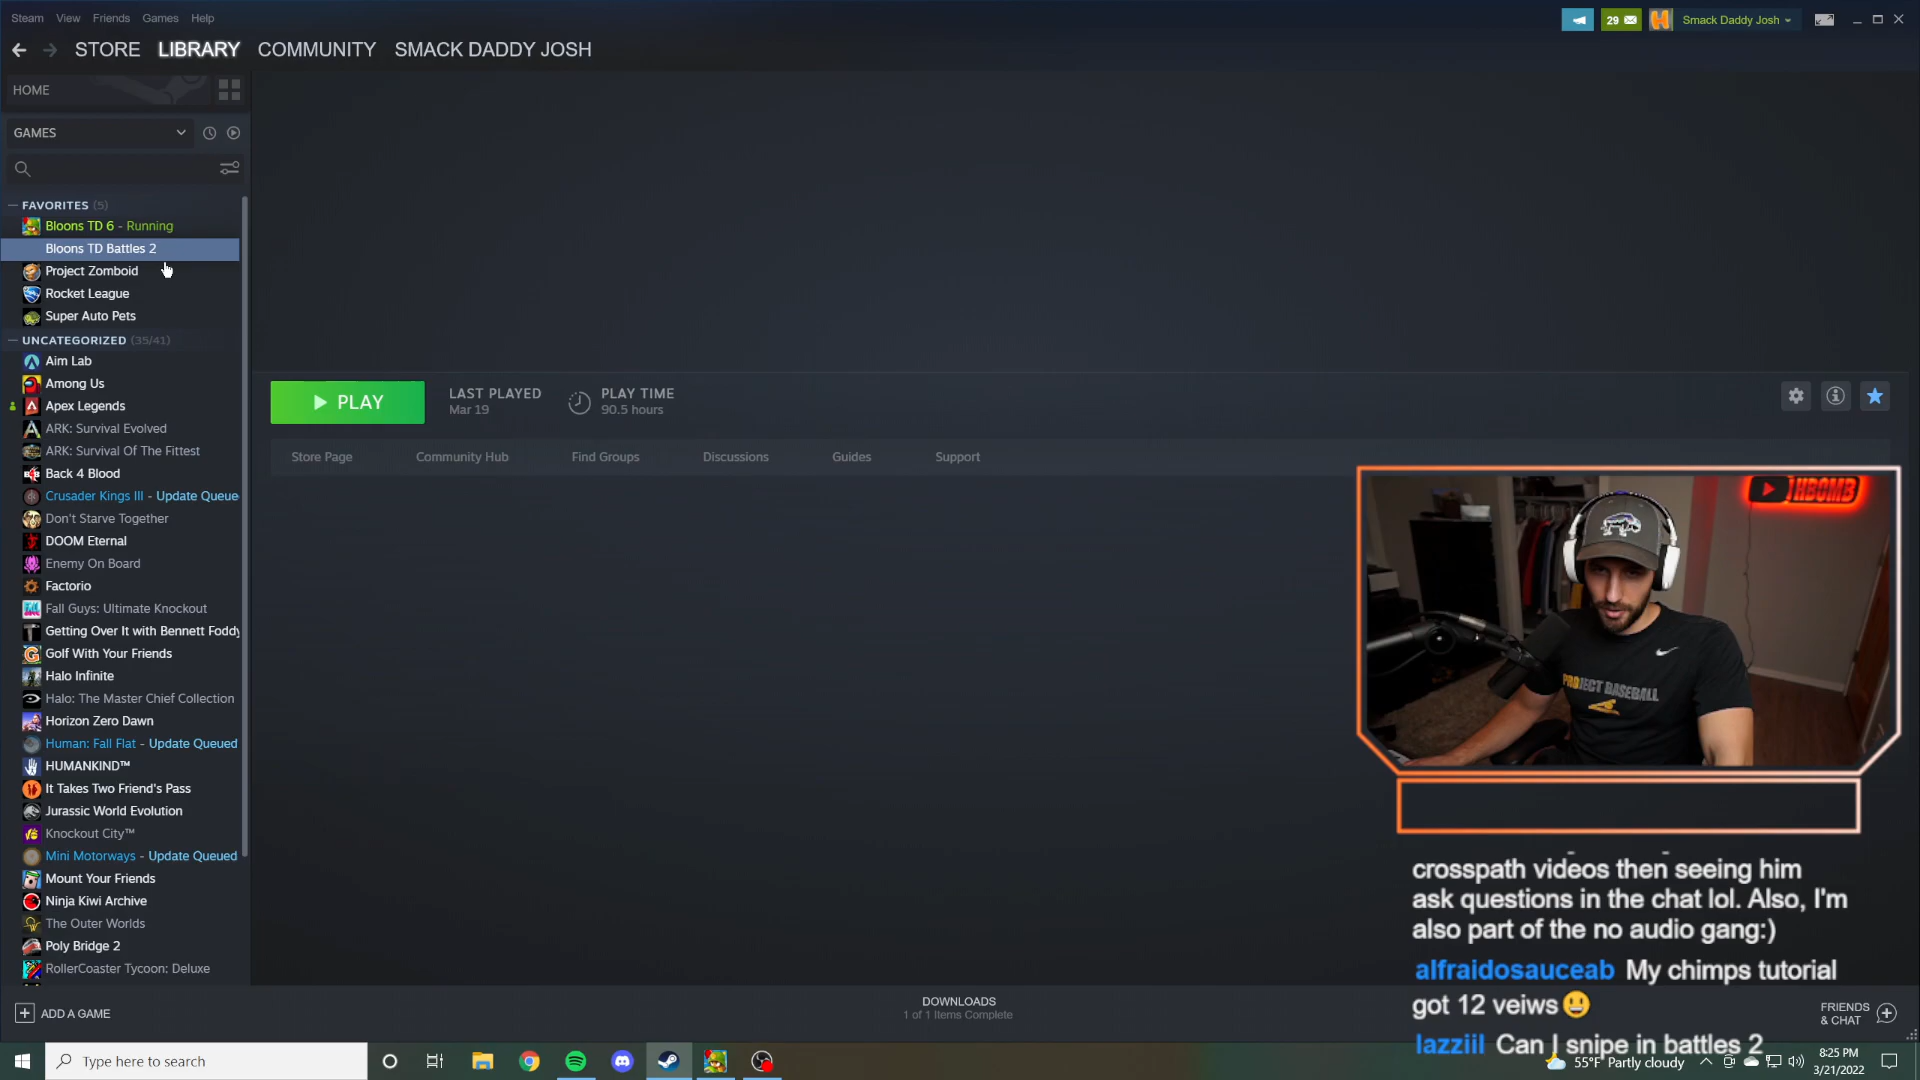 Steam View Friends Games Help
29
Smack Daddy Josh
STORE LIBRARY COMMUNITY SMACK DADDY JOSH
HOME
GAMES
FAVORITES (5)
Bloons TD 6 - Running
Bloons TD Battles 2
Project Zomboid
Rocket League
Super Auto Pets
UNCATEGORIZED (35/41)
Aim Lab
Among Us
Apex Legends
ARK: Survival Evolved
ARK: Survival Of The Fittest
Back 4 Blood
Crusader Kings III - Update Queue
Don't Starve Together
DOOM Eternal
Enemy On Board
Factorio
Fall Guys: Ultimate Knockout
Getting Over It with Bennett Foddy
Golf With Your Friends
Halo Infinite
Halo: The Master Chief Collection
Horizon Zero Dawn
Human: Fall Flat - Update Queued
HUMANKIND™
It Takes Two Friend's Pass
Jurassic World Evolution
Knockout City™
Mini Motorways - Update Queued
Mount Your Friends
Ninja Kiwi Archive
The Outer Worlds
Poly Bridge 2
RollerCoaster Tycoon: Deluxe
ADD A GAME
PLAY
LAST PLAYED
Mar 19
PLAY TIME
90.5 hours
Store Page Community Hub Find Groups Discussions Guides Support
HBOMB
PROJECT BASEBALL
crosspath videos then seeing him
ask questions in the chat lol. Also, I'm
also part of the no audio gang:)
alfraidosauceab My chimps tutorial
got 12 veiws
lazziil Can I snipe in battles 2
DOWNLOADS
1 of 1 Items Complete
FRIENDS
& CHAT
Type here to search
55°F Partly cloudy
8:25 PM
3/21/2022